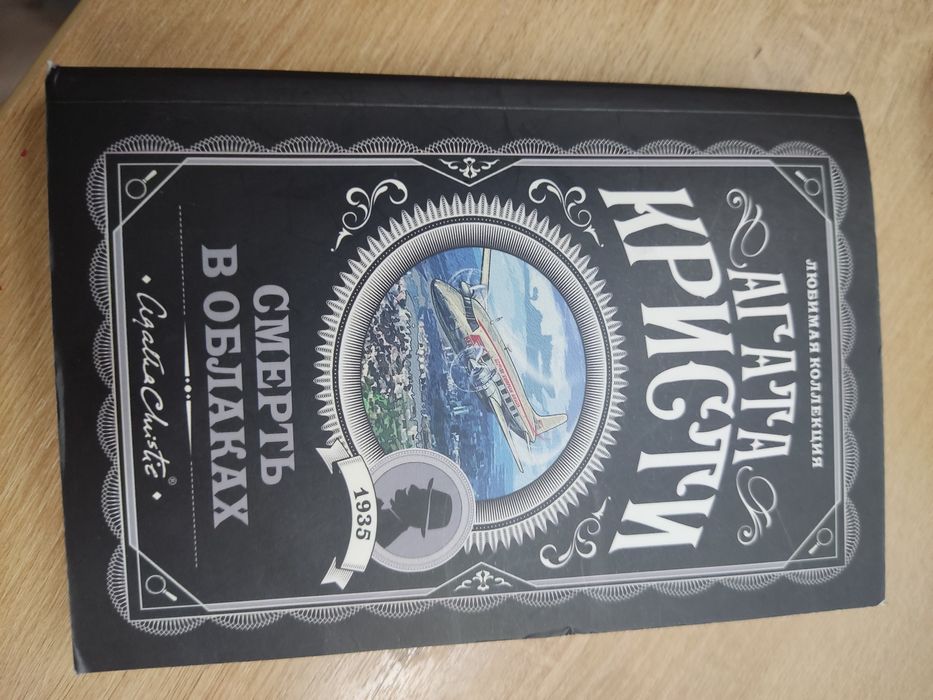 ЛЮБИМАЯ КОЛЛЕКЦИЯ
АГАТА
КРИСТИ
1935
СМЕРТЬ
В ОБЛАКАХ
Agatha Christie®